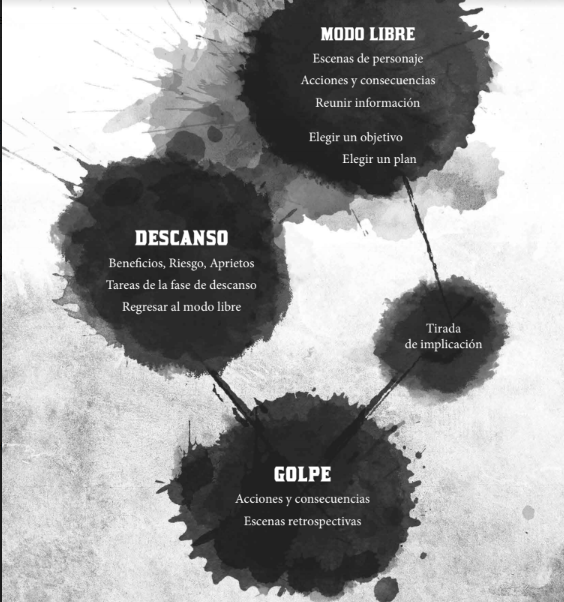 MODO LIBRE
Escenas de personaje
Acciones y consecuencias
Reunir información
Elegir un objetivo
Elegir un plan
DESCANSO
Beneficios, Riesgo, Aprietos
Tareas de la fase de descanso
Regresar al modo libre
Tirada
de implicación
GOLPE
Acciones y consecuencias
Escenas retrospectivas